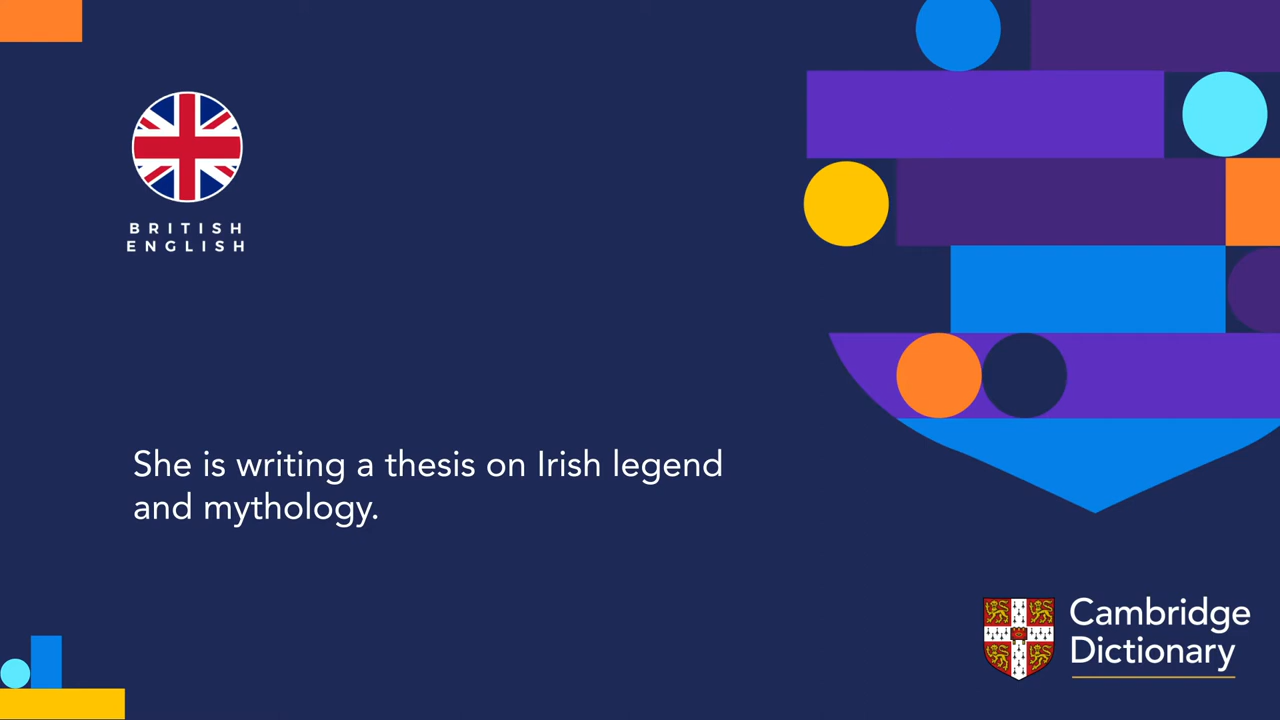 BRITISH
ENGLISH
She is writing a thesis on Irish legend
and mythology.
Cambridge
Dictionary